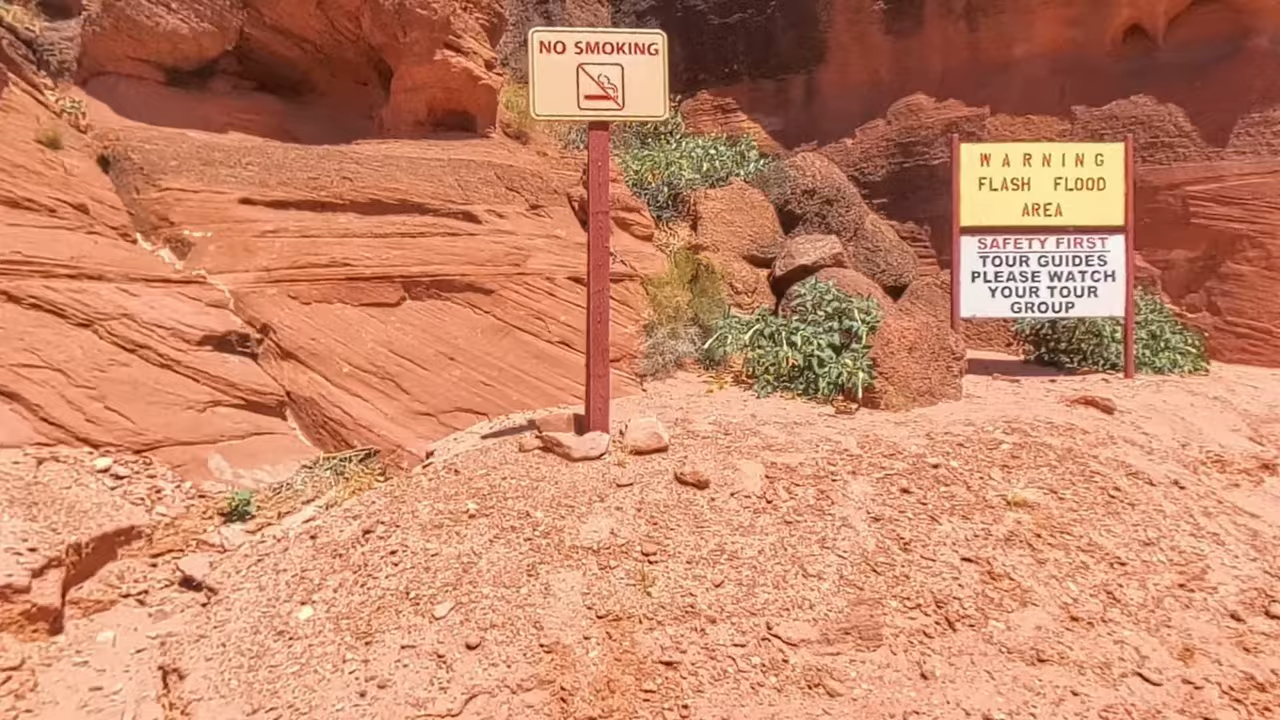 NO SMOKING
WARNING
FLASH FLOOD
AREA
SAFETY FIRST
TOUR GUIDES
PLEASE WATCH
YOUR TOUR
GROUP